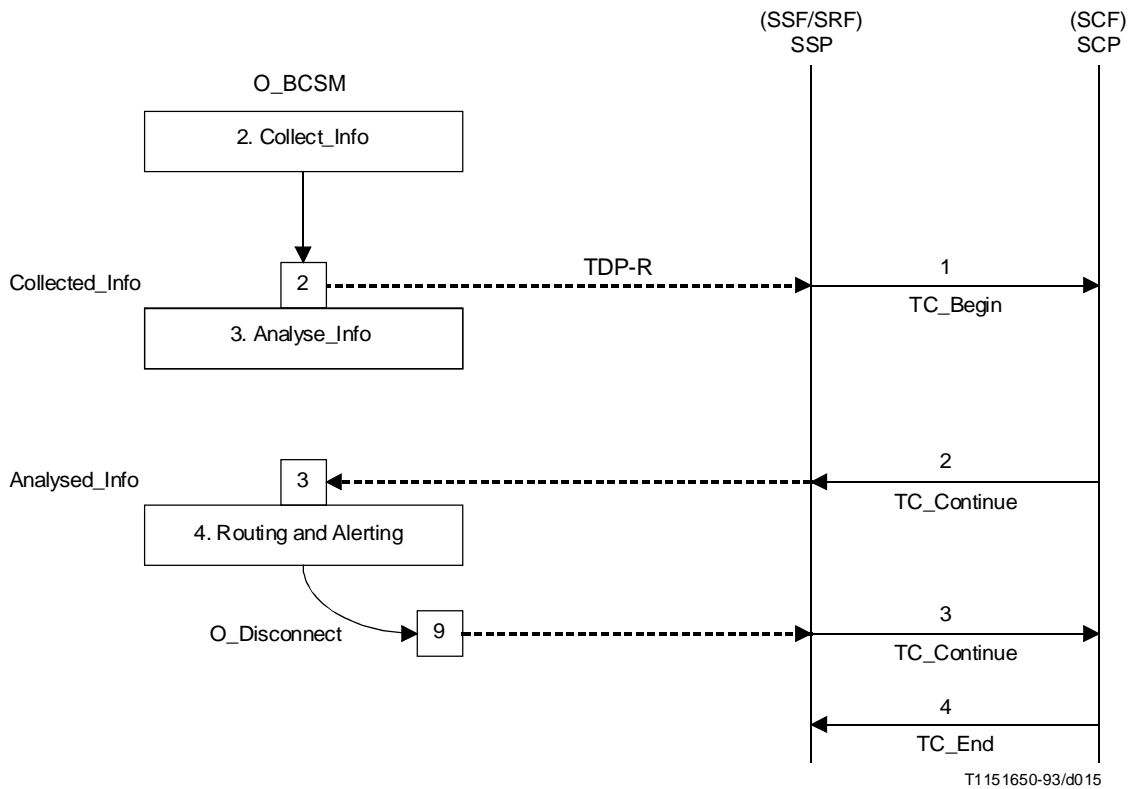 (SSF/SRF)
SSP
(SCF)
SCP
O_BCSM
2. Collect_Info
Collected_Info
2
TDP-R
1
TC_Begin
3. Analyse_Info
Analysed_Info
3
2
TC_Continue
4. Routing and Alerting
O_Disconnect
9
3
TC_Continue
4
TC_End
T1151650-93/d015